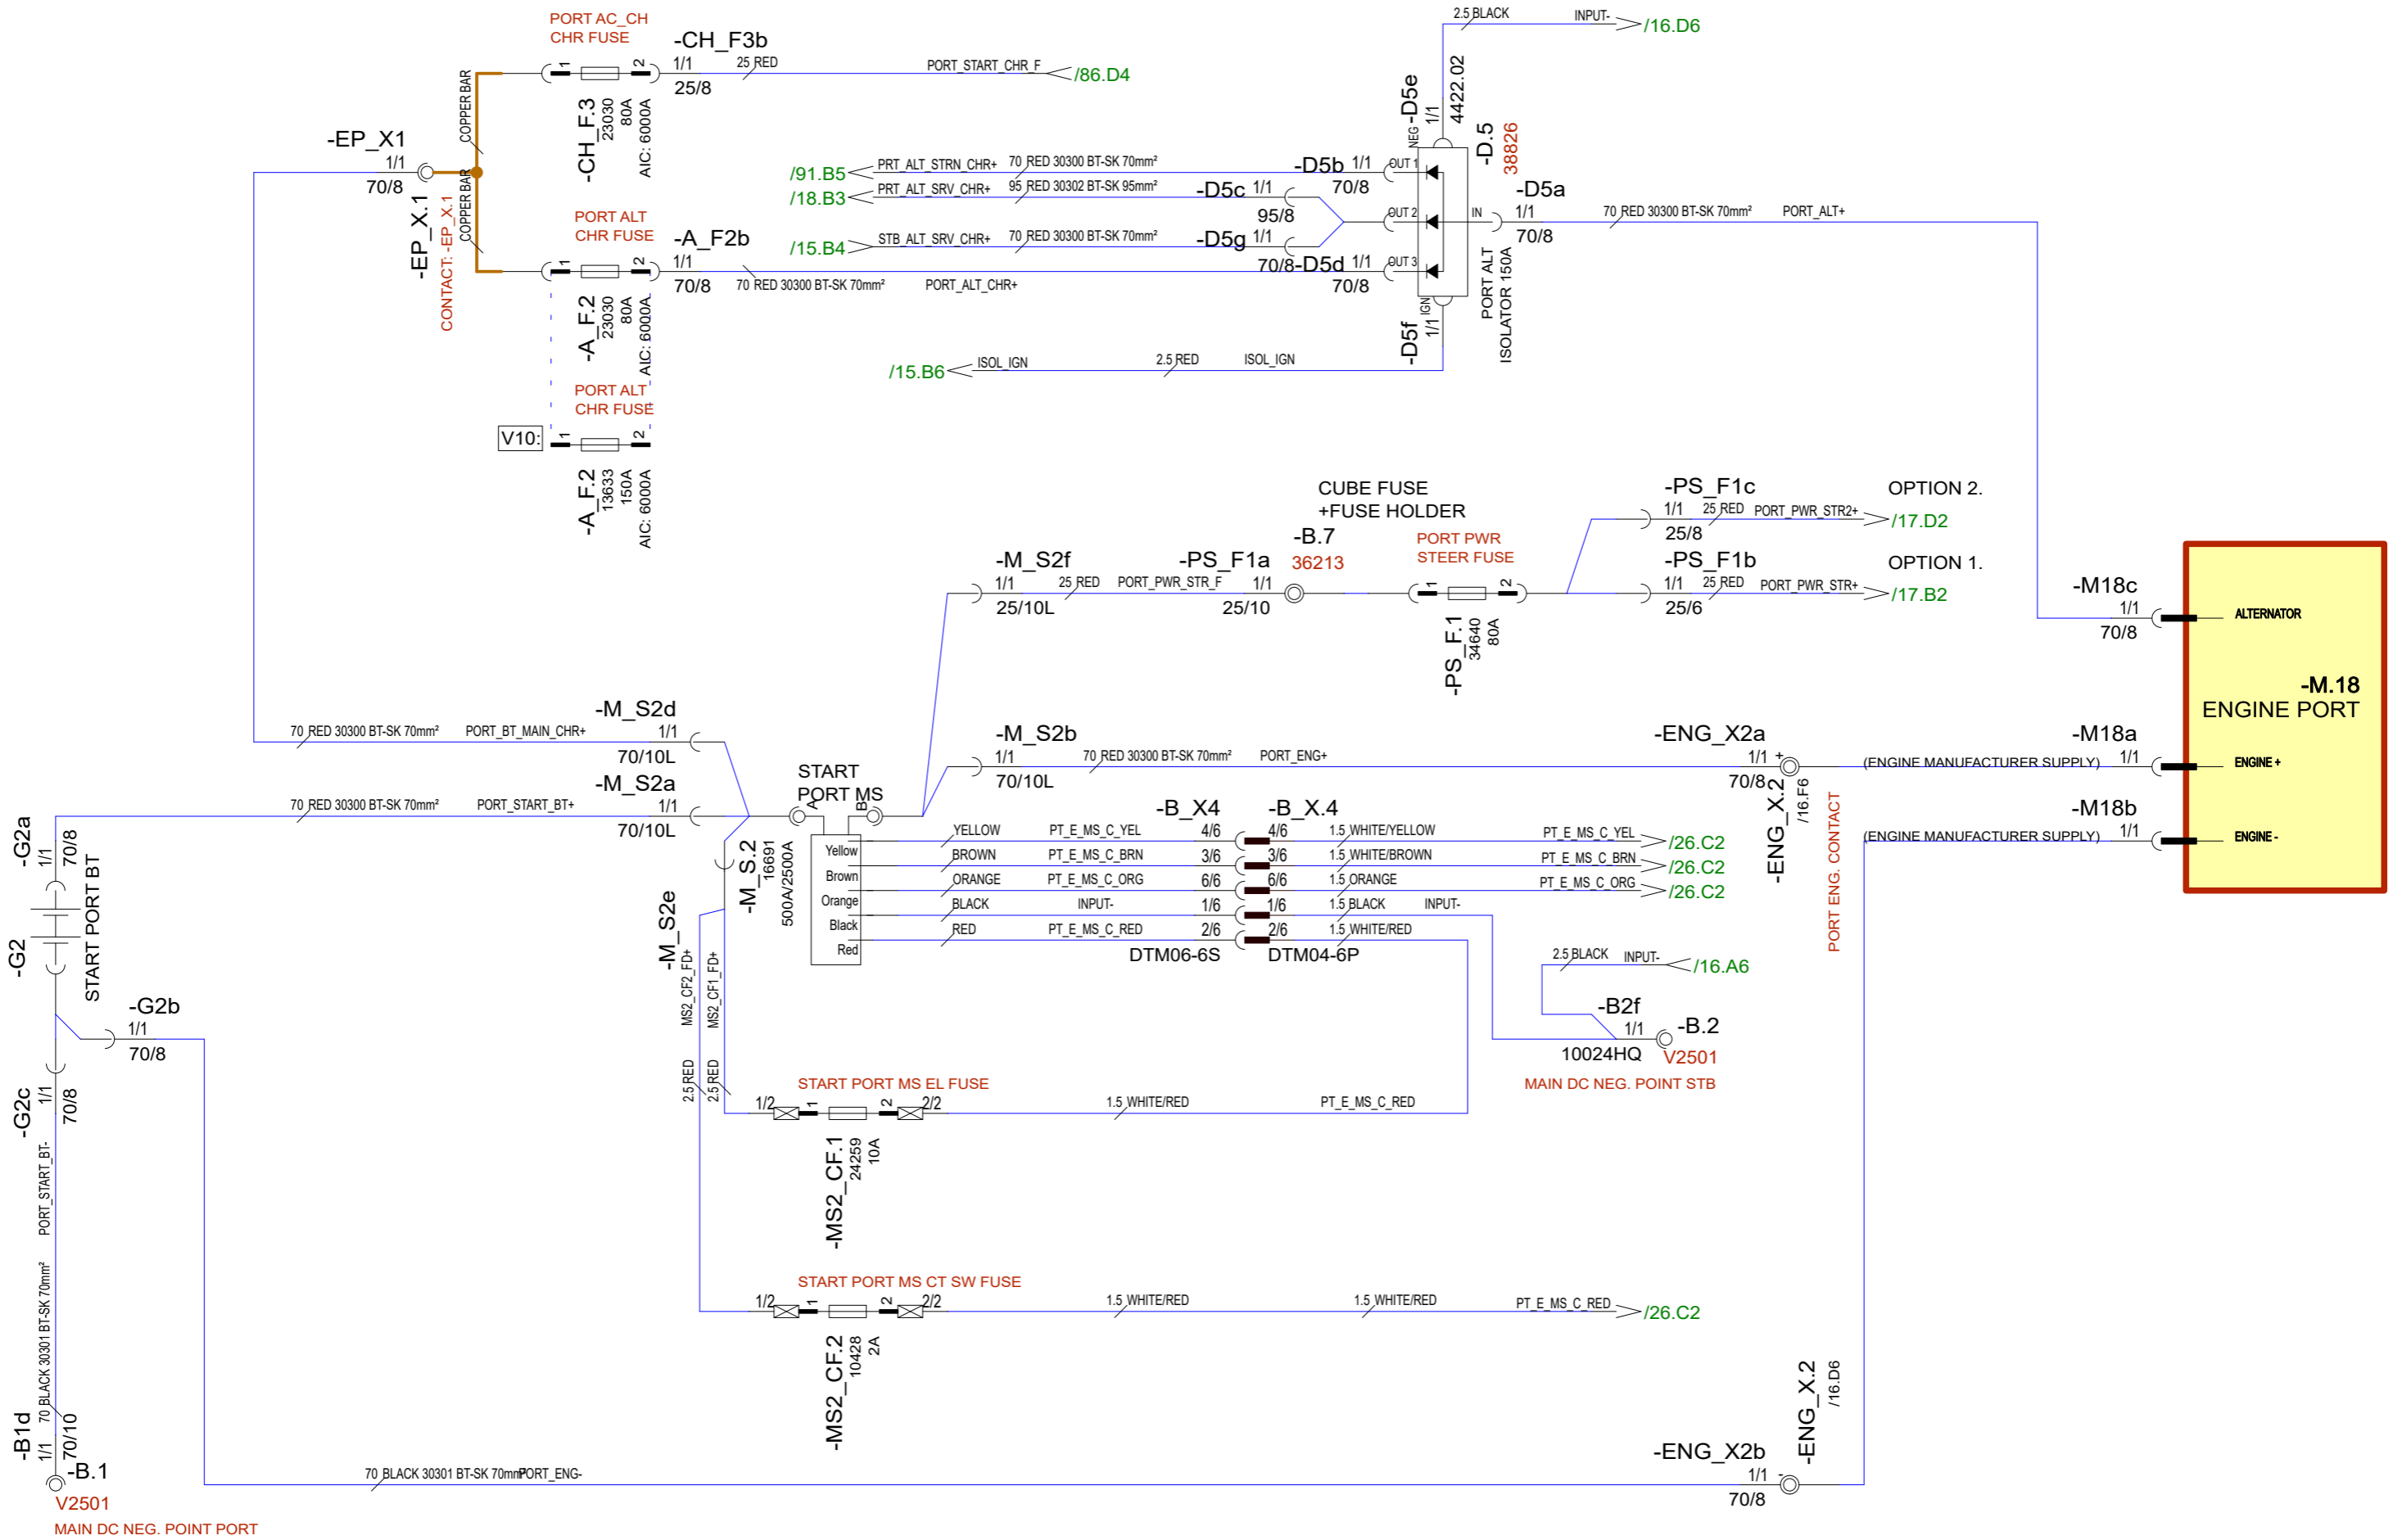 PORT AC_CH
CHR FUSE
-CH_F3b
1/1
25 RED
PORT_START_CHR_F
/86.D4
25/8
1
2
-CH_F.3
23030
80A
AIC: 6000A
COPPER BAR
-EP_X1
1/1
70/8
-EP_X.1
CONTACT: -EP_X.1
COPPER BAR
PORT ALT
CHR FUSE
-A_F2b
1/1
70/8
70 RED 30300 BT-SK 70mm²
PORT_ALT_CHR+
1
2
-A_F.2
23030
80A
AIC: 6000A
PORT ALT
CHR FUSE
V10:
1
2
-A_F.2
13633
150A
AIC: 6000A
2.5 BLACK
INPUT-
/16.D6
-D5e
1/1
4422.02
NEG
-D.5
38826
/91.B5
PRT_ALT_STRN_CHR+
70 RED 30300 BT-SK 70mm²
-D5b
1/1
70/8
OUT 1
/18.B3
PRT_ALT_SRV_CHR+
95 RED 30302 BT-SK 95mm²
-D5c
1/1
95/8
OUT 2
/15.B4
STB_ALT_SRV_CHR+
70 RED 30300 BT-SK 70mm²
-D5g
1/1
70/8
-D5d
1/1
70/8
OUT 3
IN
-D5a
1/1
70/8
70 RED 30300 BT-SK 70mm²
PORT_ALT+
PORT ALT
ISOLATOR 150A
IGN
-D5f
1/1
/15.B6
ISOL_IGN
2.5 RED
ISOL_IGN
CUBE FUSE
+FUSE HOLDER
-B.7
36213
PORT PWR
STEER FUSE
1
2
-PS_F.1
34640
80A
-PS_F1c
1/1
25 RED
PORT_PWR_STR2+
25/8
OPTION 2.
/17.D2
-PS_F1b
1/1
25 RED
PORT_PWR_STR+
25/6
OPTION 1.
/17.B2
-M_S2f
1/1
25 RED
PORT_PWR_STR_F
25/10L
-PS_F1a
1/1
25/10
-M18c
1/1
70/8
ALTERNATOR
-M.18
ENGINE PORT
-M18a
1/1
ENGINE +
-M18b
1/1
ENGINE -
(ENGINE MANUFACTURER SUPPLY)
(ENGINE MANUFACTURER SUPPLY)
70 RED 30300 BT-SK 70mm²
PORT_BT_MAIN_CHR+
-M_S2d
1/1
70/10L
70 RED 30300 BT-SK 70mm²
PORT_START_BT+
-M_S2a
1/1
70/10L
START
PORT MS
A
B
-M_S.2
16691
500A/2500A
-M_S2b
1/1
70/10L
70 RED 30300 BT-SK 70mm²
PORT_ENG+
-ENG_X2a
1/1
+
70/8
-ENG_X.2
/16.F6
PORT ENG. CONTACT
-B_X4
-B_X.4
Yellow
YELLOW
PT_E_MS_C_YEL
4/6
4/6
1.5 WHITE/YELLOW
PT_E_MS_C_YEL
/26.C2
Brown
BROWN
PT_E_MS_C_BRN
3/6
3/6
1.5 WHITE/BROWN
PT_E_MS_C_BRN
/26.C2
Orange
ORANGE
PT_E_MS_C_ORG
6/6
6/6
1.5 ORANGE
PT_E_MS_C_ORG
/26.C2
Black
BLACK
INPUT-
1/6
1/6
1.5 BLACK
INPUT-
Red
RED
PT_E_MS_C_RED
2/6
2/6
1.5 WHITE/RED
DTM06-6S
DTM04-6P
2.5 BLACK
INPUT-
/16.A6
-B2f
1/1
10024HQ
-B.2
V2501
MAIN DC NEG. POINT STB
-G2a
1/1
70/8
-G2
START PORT BT
-G2b
1/1
70/8
-G2c
1/1
70/8
PORT_START_BT-
70 BLACK 30301 BT-SK 70mm²
-B1d
1/1
70/10
-B.1
V2501
MAIN DC NEG. POINT PORT
-M_S2e
MS2_CF2_FD+
MS2_CF1_FD+
2.5 RED
2.5 RED
START PORT MS EL FUSE
1/2
1
2
2/2
1.5 WHITE/RED
PT_E_MS_C_RED
-MS2_CF.1
24259
10A
START PORT MS CT SW FUSE
1/2
1
2
2/2
1.5 WHITE/RED
1.5 WHITE/RED
PT_E_MS_C_RED
/26.C2
-MS2_CF.2
10428
2A
70 BLACK 30301 BT-SK 70mm²
PORT_ENG-
-ENG_X2b
1/1
-
70/8
-ENG_X.2
/16.D6